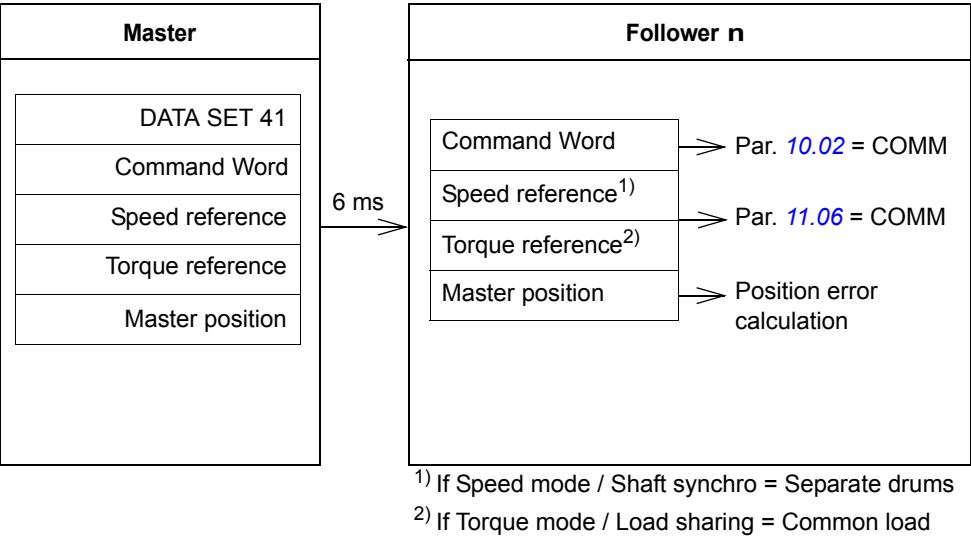 Master
DATA SET 41
Command Word
Speed reference
Torque reference
Master position
6 ms
Follower n
Command Word
Speed reference1)
Torque reference2)
Master position
Par. 10.02 = COMM
Par. 11.06 = COMM
Position error
calculation
1) If Speed mode / Shaft synchro = Separate drums
2) If Torque mode / Load sharing = Common load